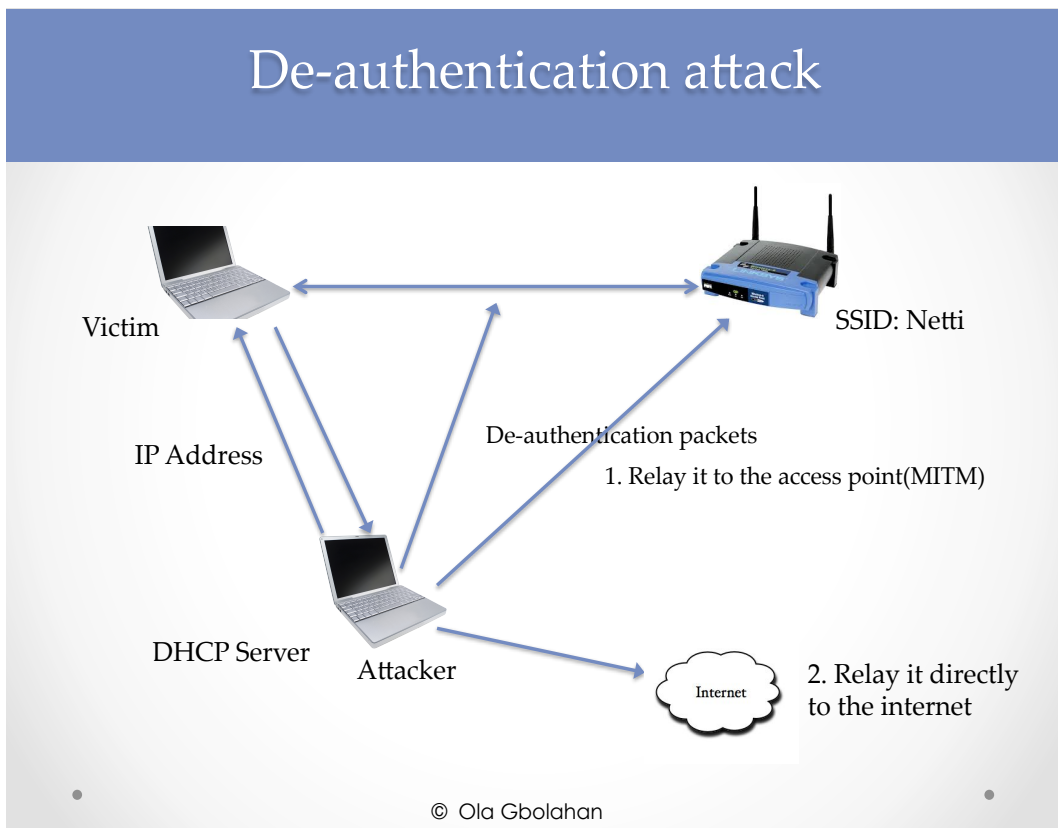 De-authentication attack
Victim
SSID: Netti
De-authentication packets
IP Address
1. Relay it to the access point(MITM)
DHCP Server
Attacker
Internet
2. Relay it directly
to the internet
© Ola Gbolahan